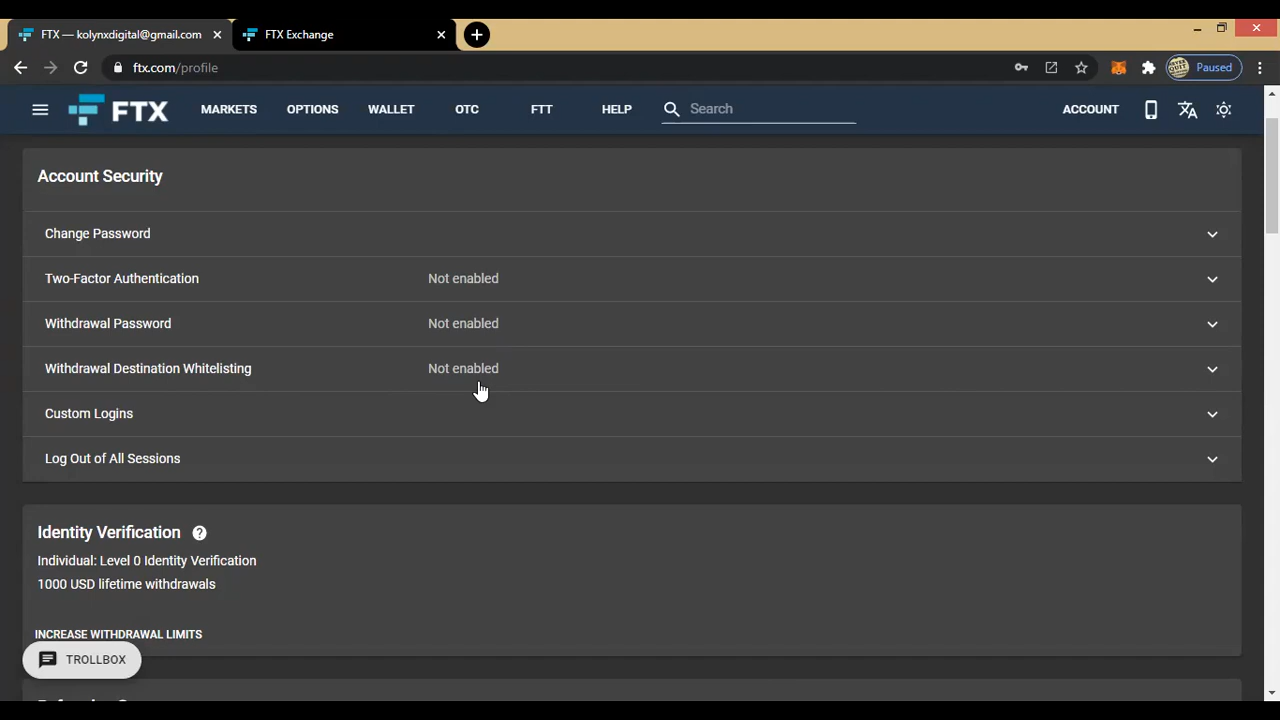 FTX — kolynxdigital@gmail.com
FTX Exchange
ftx.com/profile
Paused
FTX
MARKETS
OPTIONS
WALLET
OTC
FTT
HELP
Search
ACCOUNT
Account Security
Change Password
Two-Factor Authentication Not enabled
Withdrawal Password Not enabled
Withdrawal Destination Whitelisting Not enabled
Custom Logins
Log Out of All Sessions
Identity Verification ?
Individual: Level 0 Identity Verification
1000 USD lifetime withdrawals
INCREASE WITHDRAWAL LIMITS
TROLLBOX